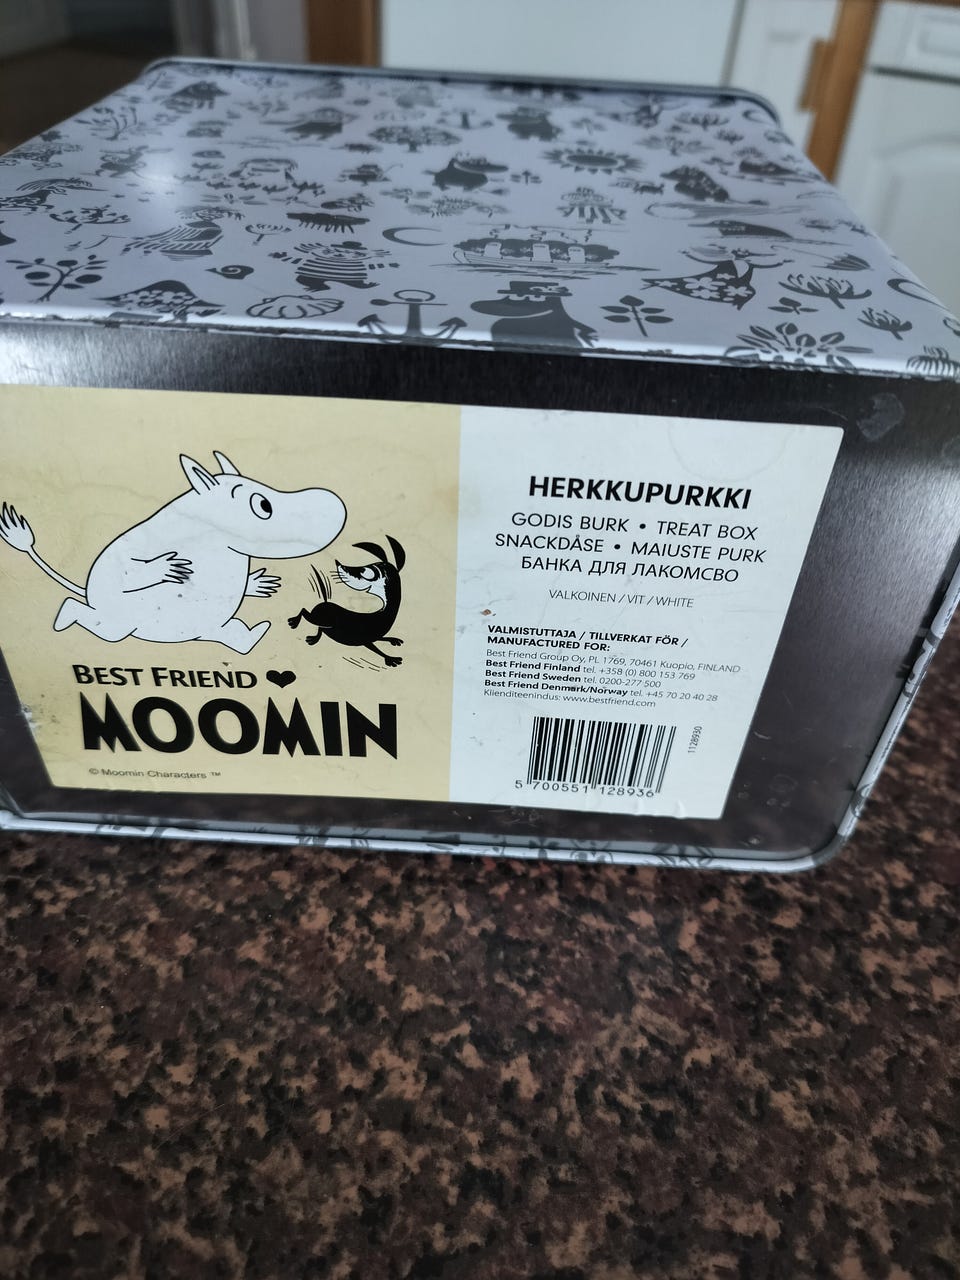 BEST FRIEND ♥
MOOMIN
© Moomin Characters ™
HERKKUPURKKI
GODIS BURK • TREAT BOX
SNACKDÅSE • MAIUSTE PURK
БАНКА ДЛЯ ЛАКОМСВО
VALKOINEN / VIT / WHITE
VALMISTUTTAJA / TILLVERKAT FÖR /
MANUFACTURED FOR:
Best Friend Group Oy, PL 1769, 70461 Kuopio, FINLAND
Best Friend Finland tel. +358 (0) 800 153 769
Best Friend Sweden tel. 0200-277 500
Best Friend Denmark/Norway tel. +45 70 20 40 28
Klienditeenindus: www.bestfriend.com
1128930
5 700551 128936